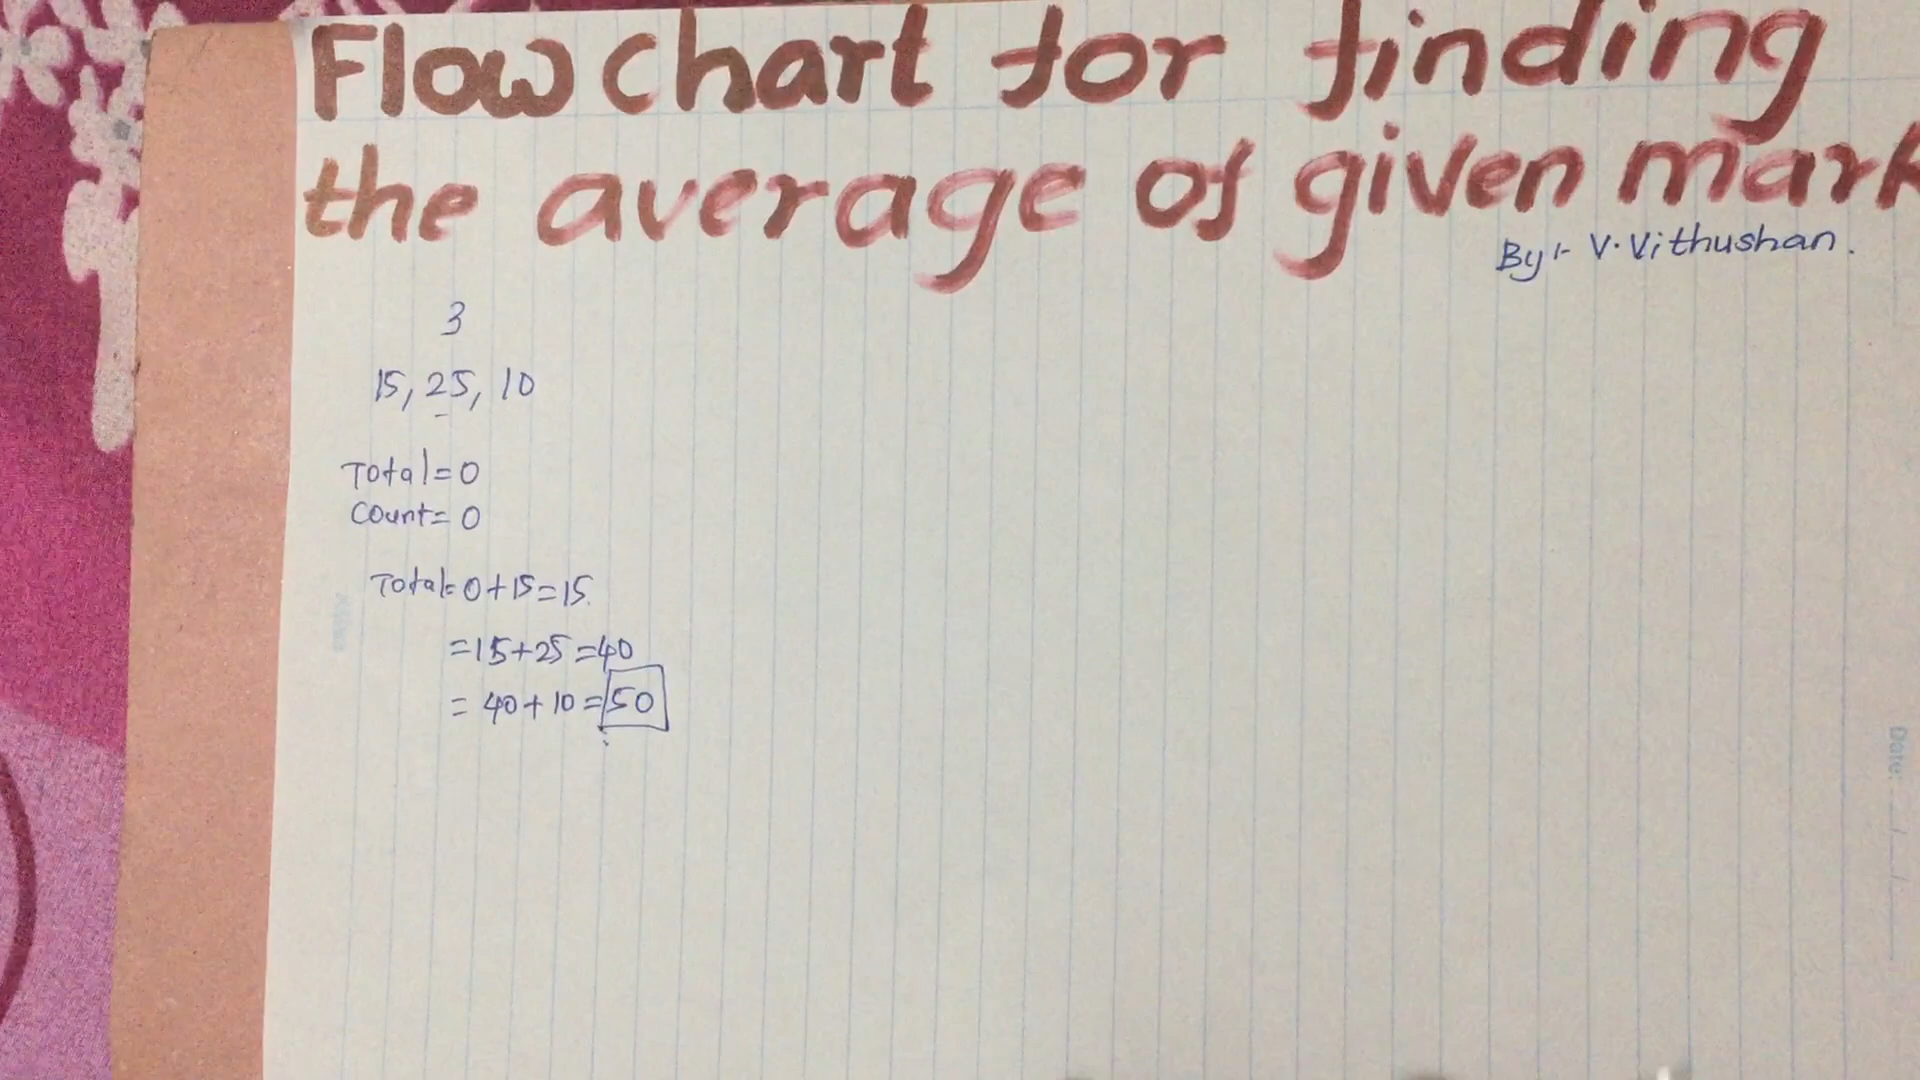 Flow chart for finding
the average of given mark
By:- V. Vithushan.
3
15, 25, 10
Total=0
Count=0
Total=0+15=15.
=15+25=40
=40+10=50
Date: